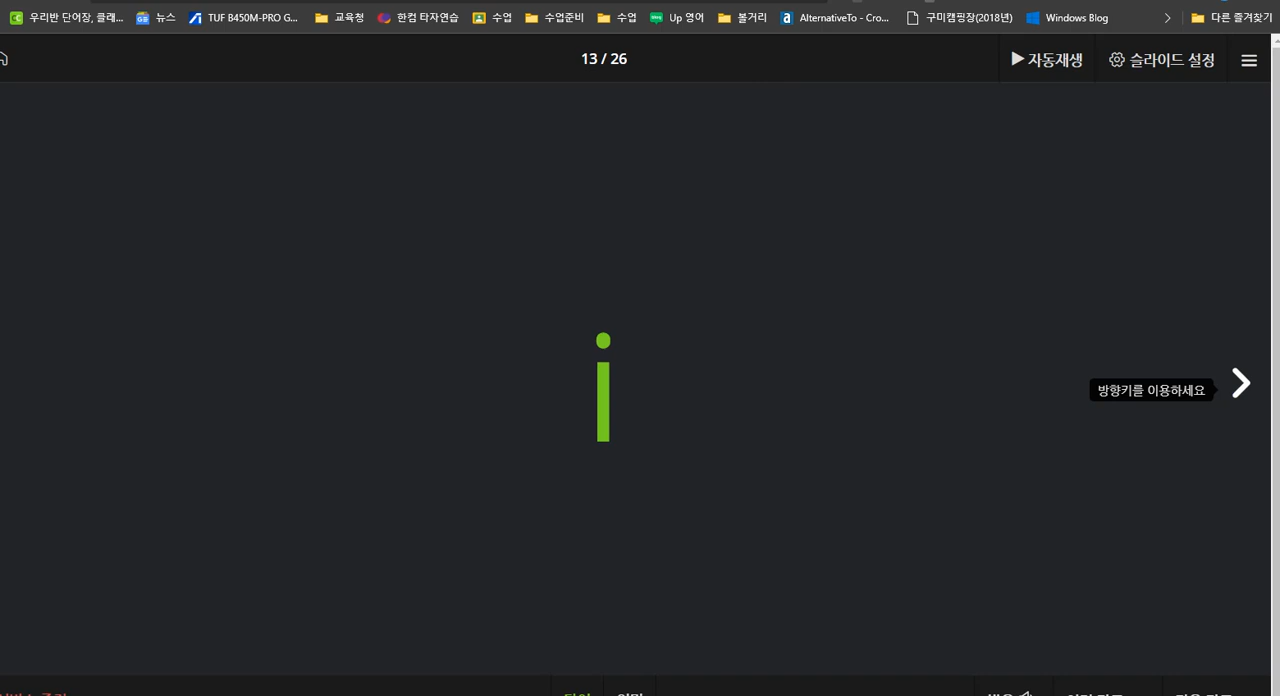 우리반 단어장, 클래... 뉴스 TUF B450M-PRO G... 교육청 한컴 타자연습 수업 수업준비 수업 Up 영어 볼거리 AlternativeTo - Cro... 구미캠핑장(2018년) Windows Blog 다른 즐겨찾기
13 / 26 자동재생 슬라이드 설정
i
방향키를 이용하세요